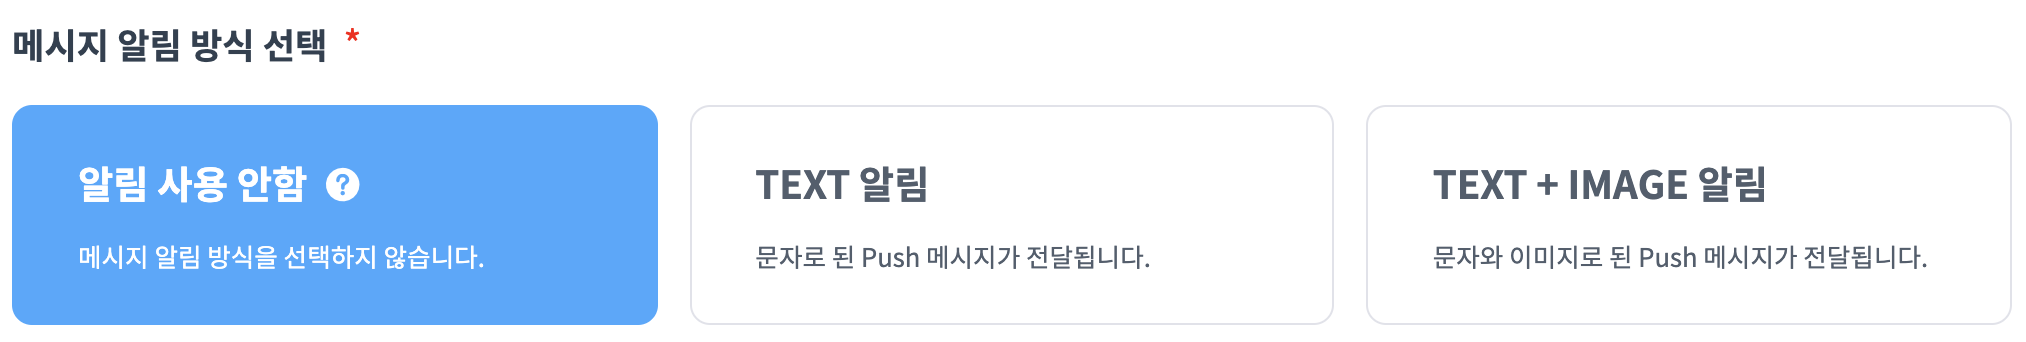 메시지 알림 방식 선택 *
알림 사용 안함 ?
메시지 알림 방식을 선택하지 않습니다.
TEXT 알림
문자로 된 Push 메시지가 전달됩니다.
TEXT + IMAGE 알림
문자와 이미지로 된 Push 메시지가 전달됩니다.